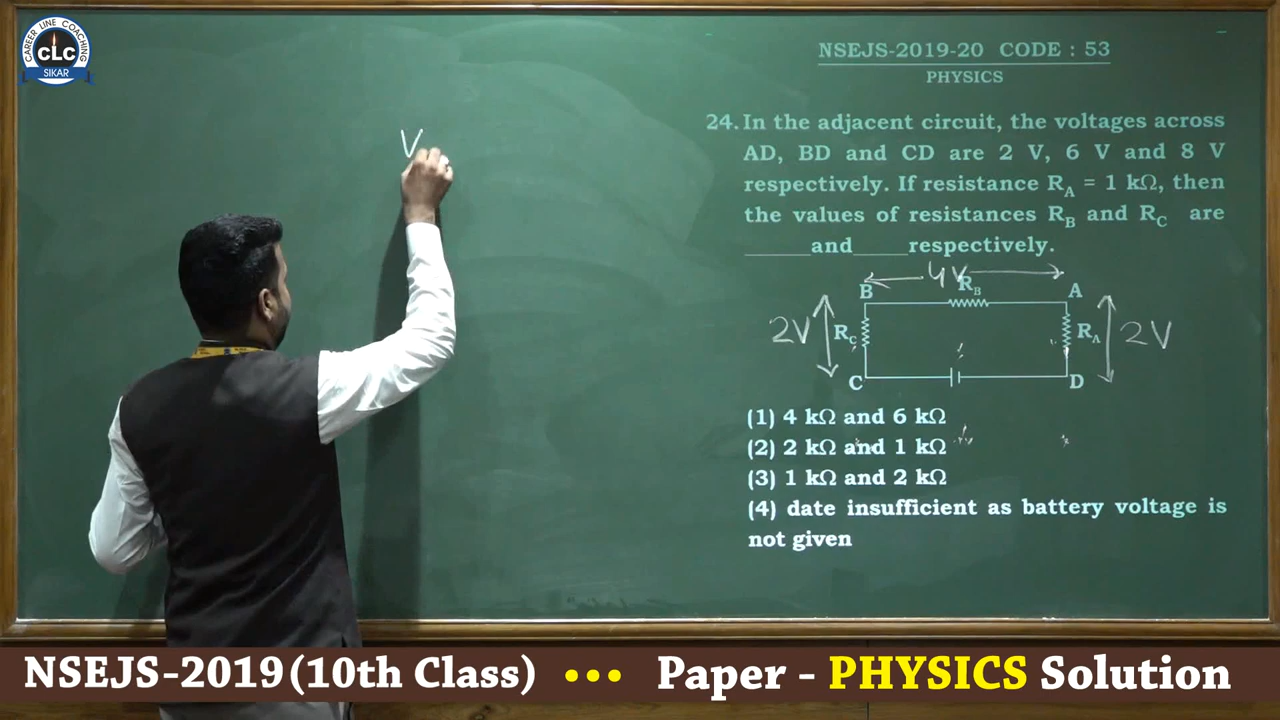 CAREER LINE COACHING
CLC
SIKAR
V
NSEJS-2019-20 CODE : 53
PHYSICS
24. In the adjacent circuit, the voltages across
AD, BD and CD are 2 V, 6 V and 8 V
respectively. If resistance R_A = 1 kΩ, then
the values of resistances R_B and R_C are
______and_____respectively.
4V
B R_B A
2V R_C R_A 2V
C D
(1) 4 kΩ and 6 kΩ
(2) 2 kΩ and 1 kΩ
(3) 1 kΩ and 2 kΩ
(4) date insufficient as battery voltage is
not given
NSEJS-2019(10th Class) ••• Paper - PHYSICS Solution